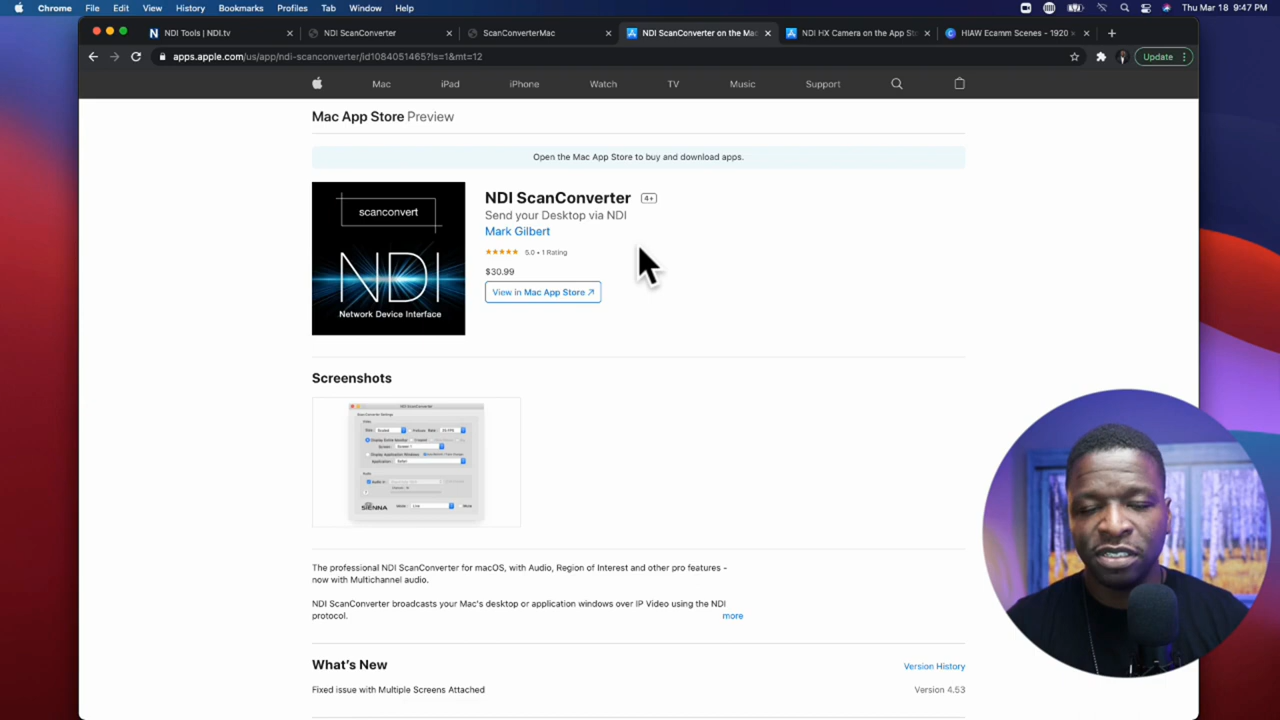 Chrome File Edit View History Bookmarks Profiles Tab Window Help Thu Mar 18 9:47 PM
NDI Tools | NDI.tv NDI ScanConverter ScanConverterMac NDI ScanConverter on the Mac NDI HX Camera on the App St HIAW Ecamm Scenes - 1920 x
apps.apple.com/us/app/ndi-scanconverter/id1084051465?ls=1&mt=12 Update
Mac iPad iPhone Watch TV Music Support
Mac App Store Preview
Open the Mac App Store to buy and download apps.
scanconvert
NDI
Network Device Interface
NDI ScanConverter 4+
Send your Desktop via NDI
Mark Gilbert
★★★★★ 5.0 • 1 Rating
$30.99
View in Mac App Store ↗
Screenshots
NDI ScanConverter
SIENNA
The professional NDI ScanConverter for macOS, with Audio, Region of Interest and other pro features -
now with Multichannel audio.
NDI ScanConverter broadcasts your Mac's desktop or application windows over IP Video using the NDI
protocol. more
What's New Version History
Fixed issue with Multiple Screens Attached Version 4.53